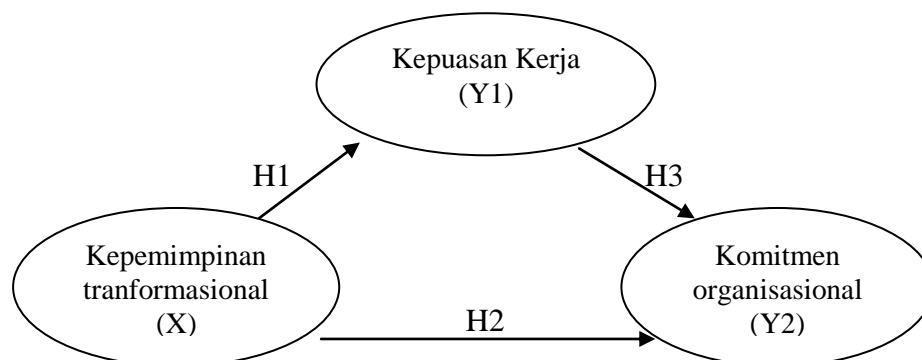 Kepuasan Kerja
(Y1)
H1
H3
Kepemimpinan
tranformasional
(X)
H2
Komitmen
organisasional
(Y2)